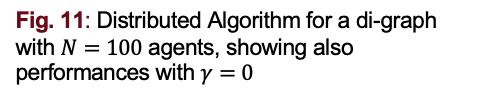 Fig. 11: Distributed Algorithm for a di-graph
with N = 100 agents, showing also
performances with γ = 0